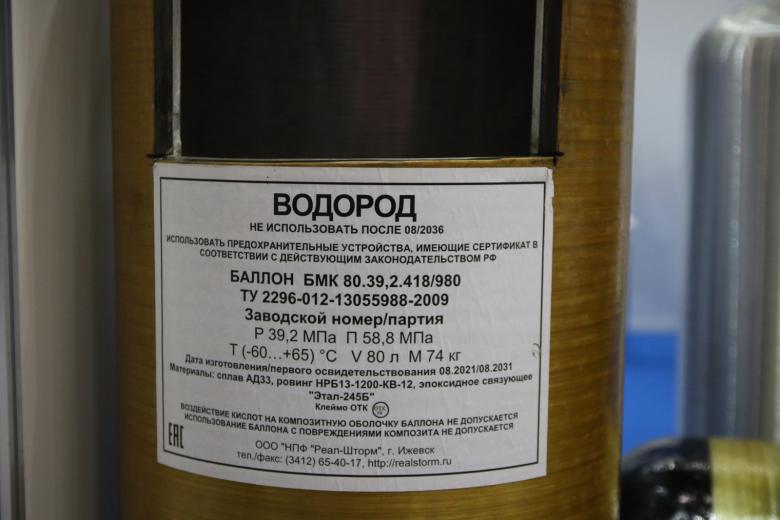 ВОДОРОД
НЕ ИСПОЛЬЗОВАТЬ ПОСЛЕ 08/2036
ИСПОЛЬЗОВАТЬ ПРЕДОХРАНИТЕЛЬНЫЕ УСТРОЙСТВА, ИМЕЮЩИЕ СЕРТИФИКАТ В
СООТВЕТСТВИИ С ДЕЙСТВУЮЩИМ ЗАКОНОДАТЕЛЬСТВОМ РФ
БАЛЛОН БМК 80.39,2.418/980
ТУ 2296-012-13055988-2009
Заводской номер/партия
Р 39,2 МПа П 58,8 МПа
Т (-60...+65) °С V 80 л М 74 кг
Дата изготовления/первого освидетельствования 08.2021/08.2031
Материалы: сплав АД33, ровинг НРБ13-1200-КВ-12, эпоксидное связующее
"Этал-245Б"
Клеймо ОТК
ВОЗДЕЙСТВИЕ КИСЛОТ НА КОМПОЗИТНУЮ ОБОЛОЧКУ БАЛЛОНА НЕ ДОПУСКАЕТСЯ
ИСПОЛЬЗОВАНИЕ БАЛЛОНА С ПОВРЕЖДЕНИЯМИ КОМПОЗИТА НЕ ДОПУСКАЕТСЯ
ЕАС
ООО "НПФ "Реал-Шторм", г. Ижевск
тел./факс: (3412) 65-40-17, http://realstorm.ru